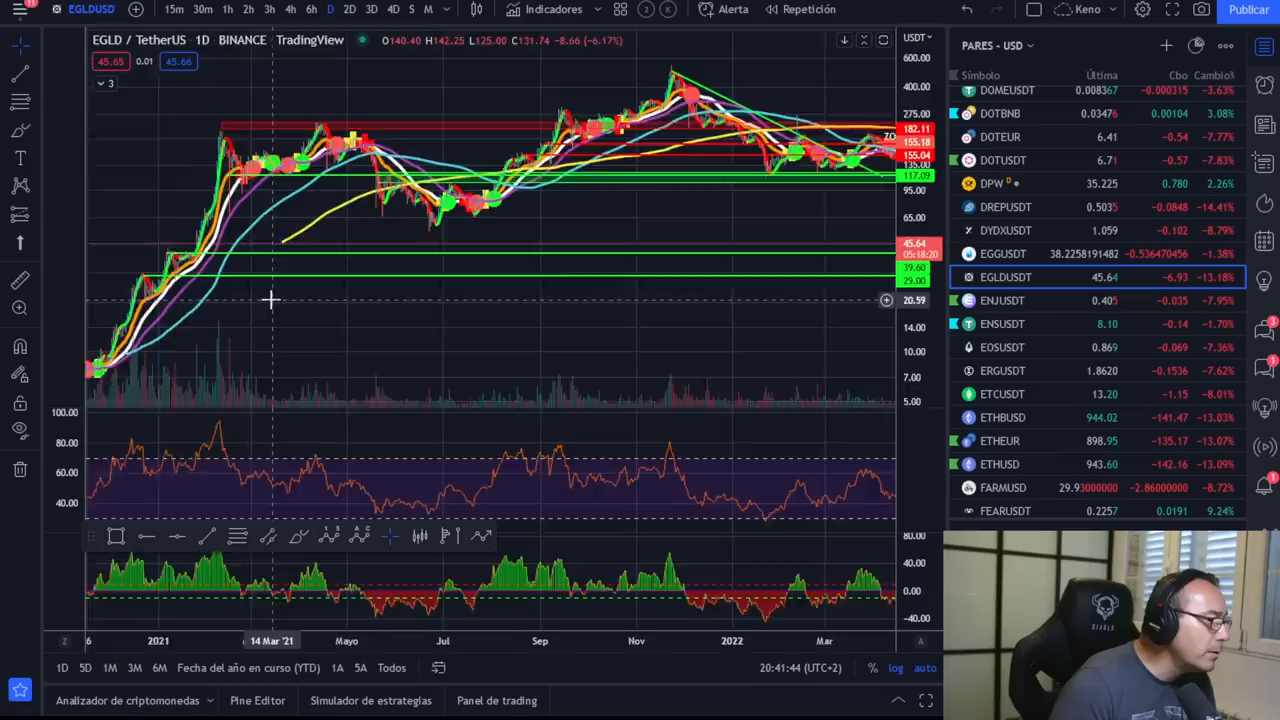 11
EGLDUSD
15m 30m 1h 2h 3h 4h 6h D 2D 3D 4D S M
Indicadores
2
K
Alerta
Repetición
Keno
Publicar
EGLD / TetherUS 1D BINANCE TradingView
O140.40 H142.25 L125.00 C131.74 -8.66 (-6.17%)
USDT
45.65 0.01 45.66
3
600.00
400.00
275.00
182.11
155.18
155.04
135.00
117.09
95.00
65.00
45.64
05:18:20
39.60
29.00
20.59
14.00
10.00
7.00
5.00
100.00
80.00
60.00
40.00
80.00
40.00
0.00
-40.00
Z 6 2021 14 Mar '21 Mayo Jul Sep Nov 2022 Mar A
1D 5D 1M 3M 6M Fecha del año en curso (YTD) 1A 5A Todos
20:41:44 (UTC+2) % log auto
Analizador de criptomonedas Pine Editor Simulador de estrategias Panel de trading
PARES - USD
Símbolo Última Cbo Cambio%
DOMEUSDT 0.008367 -0.000315 -3.63%
DOTBNB 0.03476 0.00104 3.08%
DOTEUR 6.41 -0.54 -7.77%
DOTUSDT 6.71 -0.57 -7.83%
DPW D 35.225 0.780 2.26%
DREPUSDT 0.5035 -0.0848 -14.41%
DYDXUSDT 1.059 -0.102 -8.79%
EGGUSDT 38.2258191482 -0.536470456 -1.38%
EGLDUSDT 45.64 -6.93 -13.18%
ENJUSDT 0.405 -0.035 -7.95%
ENSUSDT 8.10 -0.14 -1.70%
EOSUSDT 0.869 -0.069 -7.36%
ERGUSDT 1.8620 -0.1536 -7.62%
ETCUSDT 13.20 -1.15 -8.01%
ETHBUSD 944.02 -141.47 -13.03%
ETHEUR 898.95 -135.17 -13.07%
ETHUSD 943.60 -142.16 -13.09%
FARMUSD 29.93000000 -2.86000000 -8.72%
FEARUSDT 0.2257 0.0191 9.24%
3
1
1
DIABLO